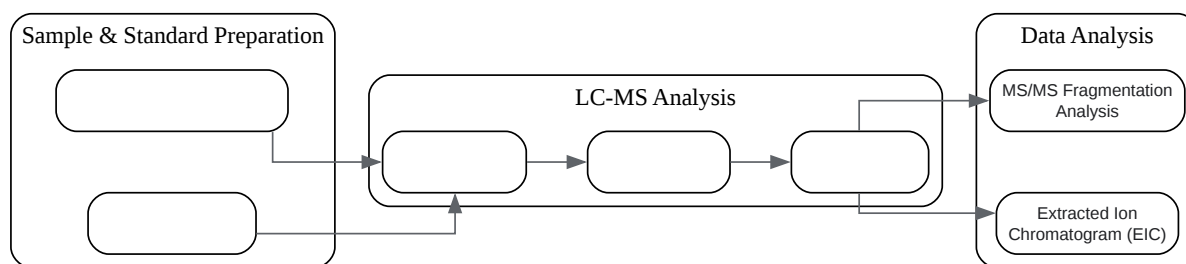 Sample & Standard Preparation
LC-MS Analysis
Data Analysis
MS/MS Fragmentation
Analysis
Extracted Ion
Chromatogram (EIC)